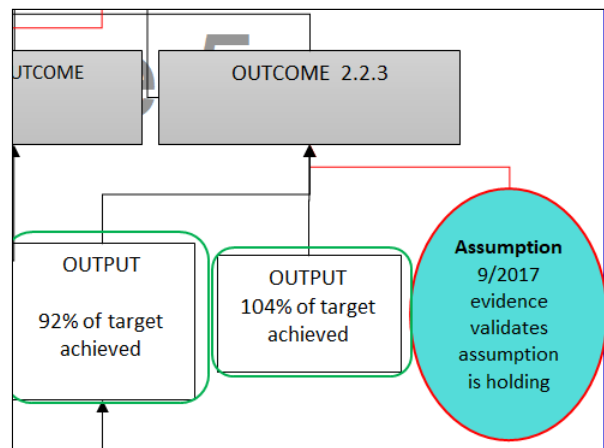 UTCOME
OUTCOME 2.2.3
OUTPUT
92% of target
achieved
OUTPUT
104% of target
achieved
Assumption
9/2017
evidence
validates
assumption
is holding